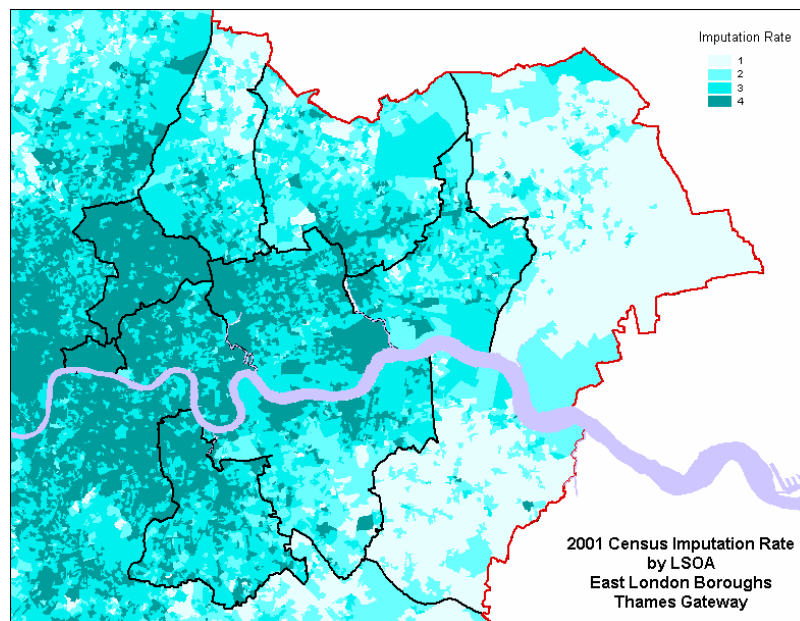 Imputation Rate
1
2
3
4
2001 Census Imputation Rate
by LSOA
East London Boroughs
Thames Gateway